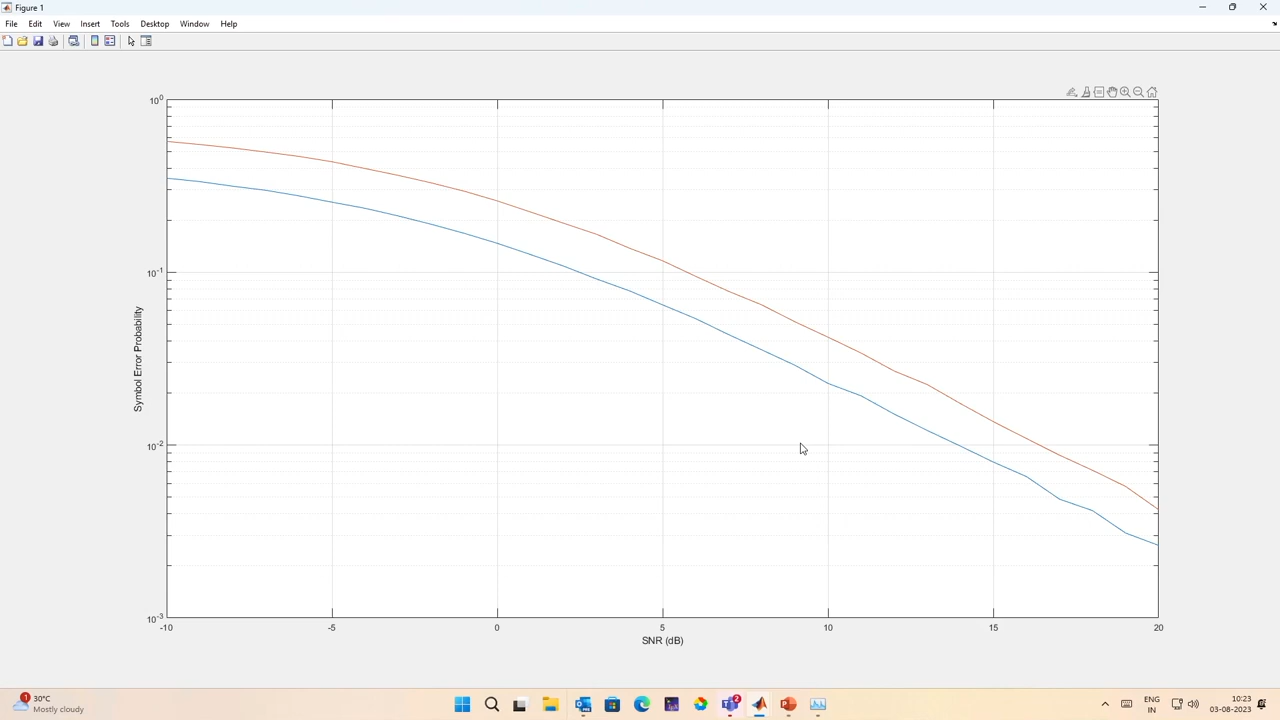 Figure 1
File Edit View Insert Tools Desktop Window Help
10^0
10^-1
10^-2
10^-3
Symbol Error Probability
-10 -5 0 5 10 15 20
SNR (dB)
1
30°C
Mostly cloudy
2
ENG
IN
10:23
03-08-2023